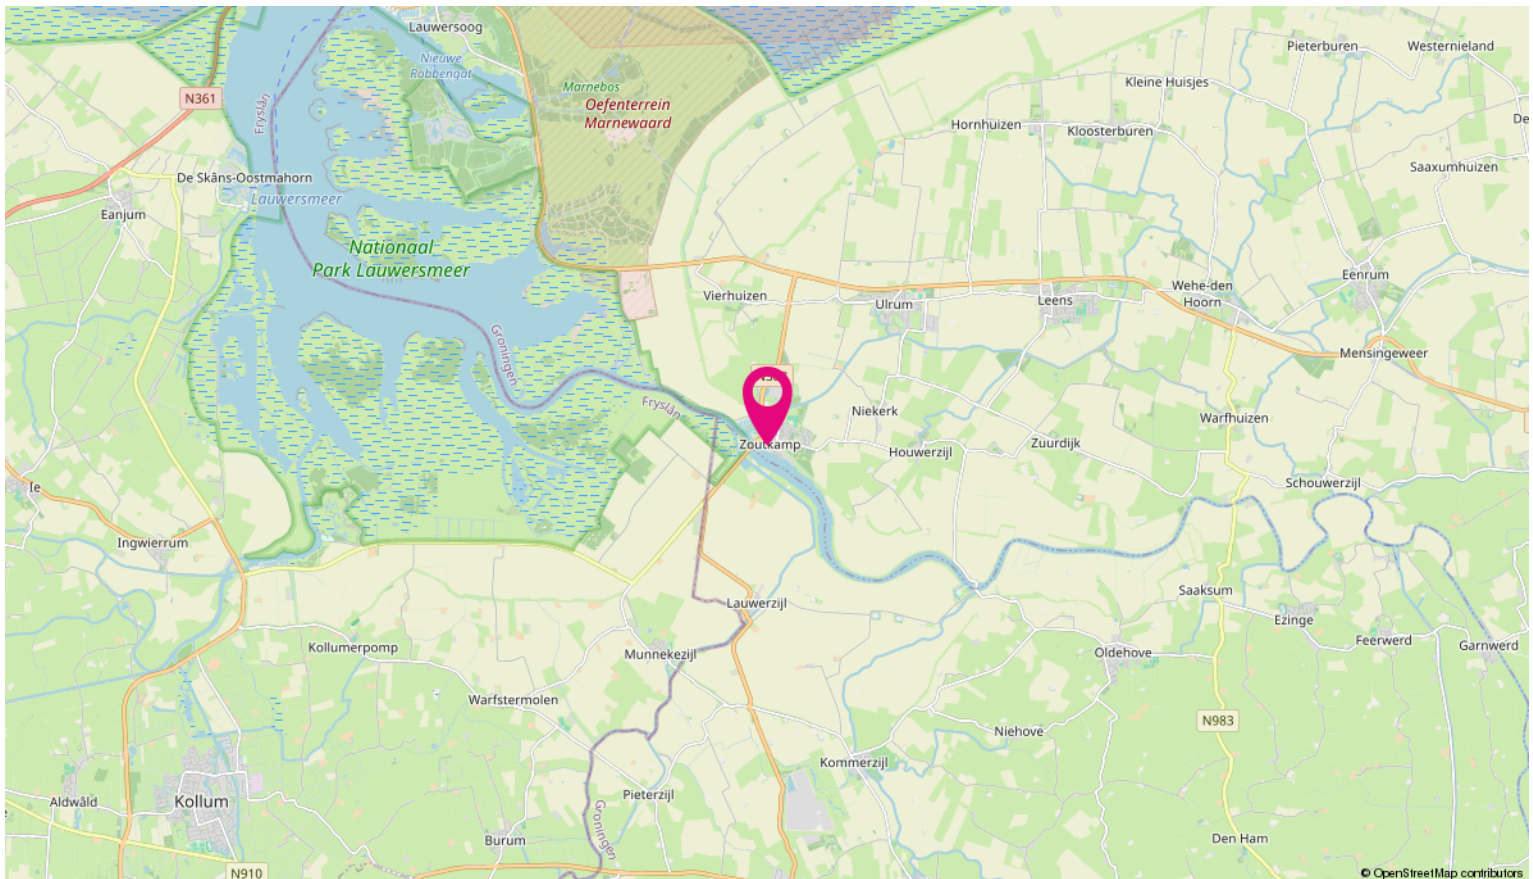 Lauwersoog
Pieterburen
Westernieland
Nieuwe
Robbengat
Kleine Huisjes
Marnebos
N361
Oefenterrein
Marnewaard
Fryslân
Hornhuizen
Kloosterburen
De
Saaxumhuizen
De Skâns-Oostmahorn
Lauwersmeer
Eanjum
Nationaal
Park Lauwersmeer
Eenrum
Vierhuizen
Ulrum
Leens
Wehe-den
Hoorn
Groningen
Mensingeweer
Fryslân
Niekerk
Warfhuizen
Zoutkamp
Houwerzijl
Zuurdijk
Ie
Schouwerzijl
Ingwierrum
Lauwerzijl
Saaksum
Ezinge
Feerwerd
Garnwerd
Kollumerpomp
Munnekezijl
Oldehove
Warfstermolen
N983
Niehove
Kommerzijl
Pieterzijl
Aldwâld
Kollum
Groningen
Burum
Den Ham
N910
© OpenStreetMap contributors